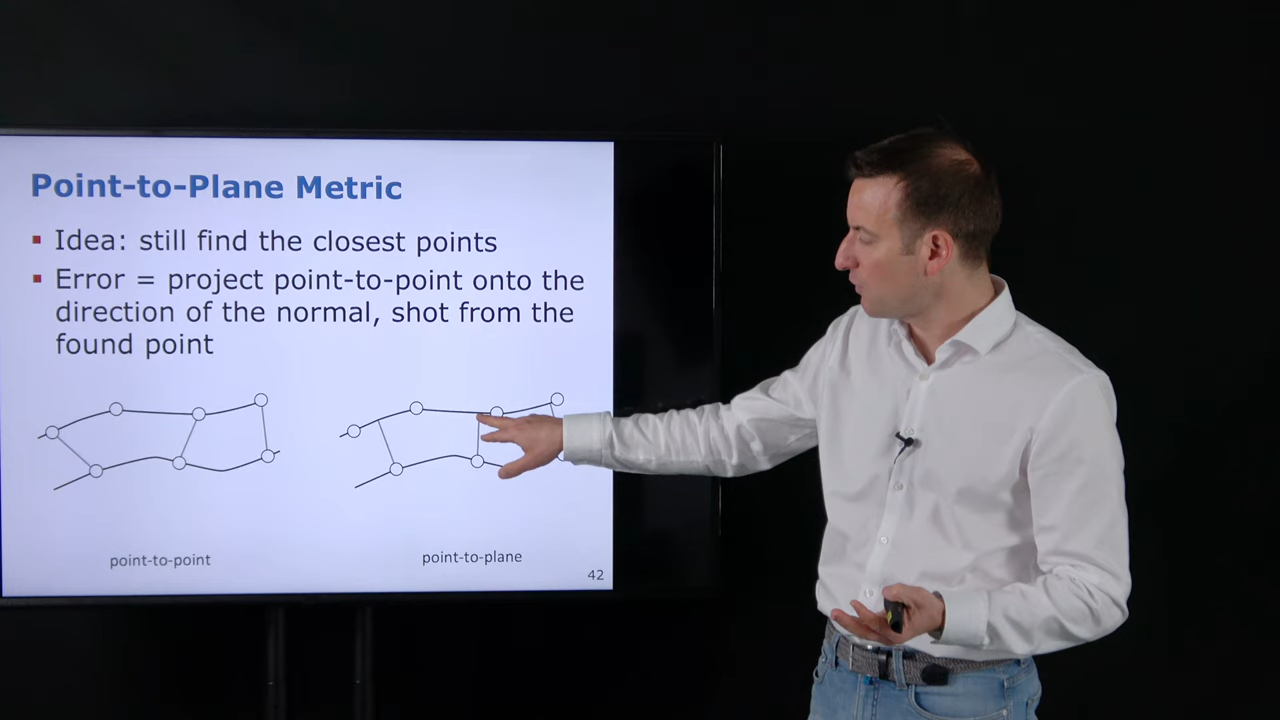 Point-to-Plane Metric
Idea: still find the closest points
Error = project point-to-point onto the
direction of the normal, shot from the
found point
point-to-point
point-to-plane
42